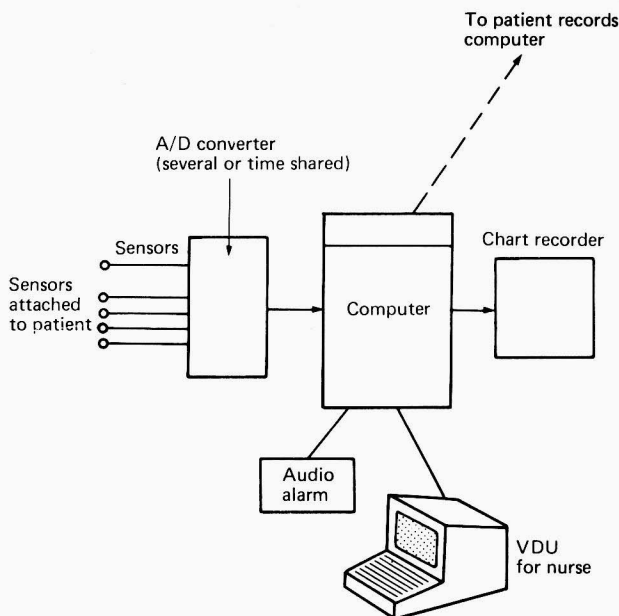 To patient records
computer
A/D converter
(several or time shared)
Sensors
Chart recorder
Sensors
attached
to patient
Computer
Audio
alarm
VDU
for nurse